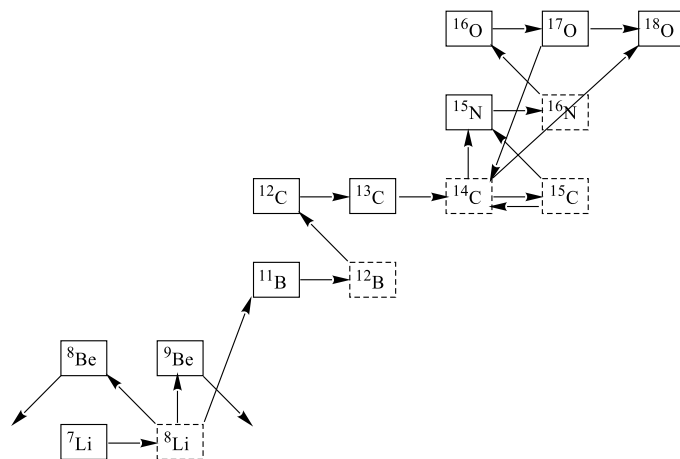 ¹⁶O ¹⁷O ¹⁸O
¹⁵N ¹⁶N
¹²C ¹³C ¹⁴C ¹⁵C
¹¹B ¹²B
⁸Be ⁹Be
⁷Li ⁸Li